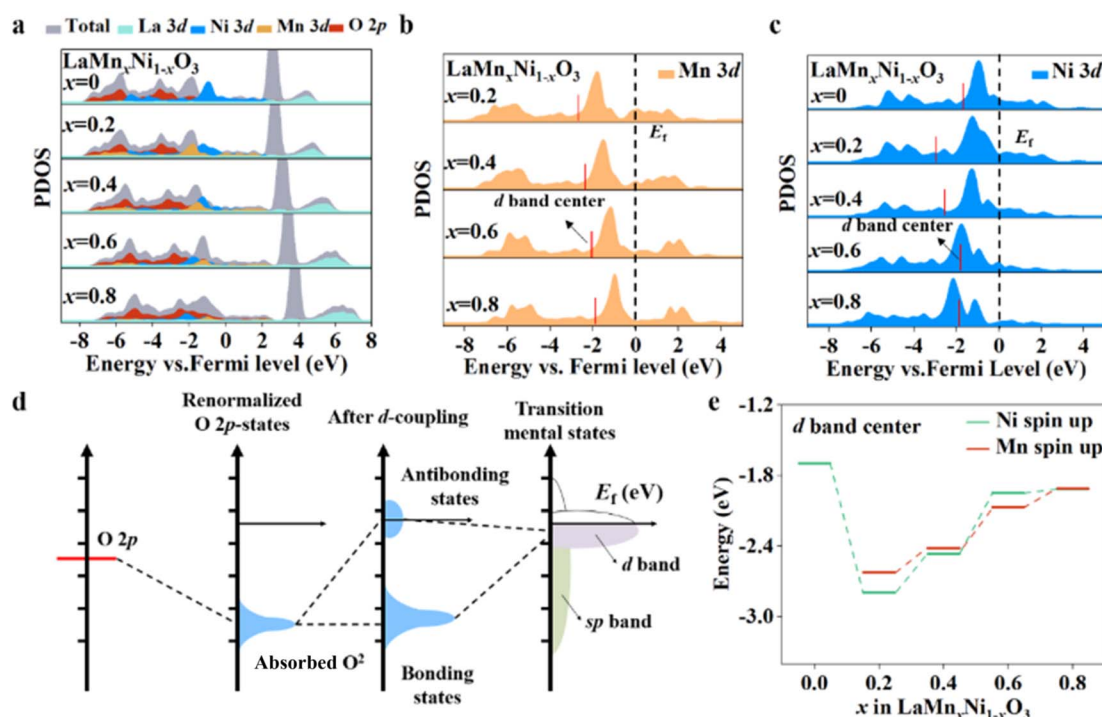 a
Total La 3d Ni 3d Mn 3d O 2p
LaMnxNi1-xO3
x=0
x=0.2
x=0.4
x=0.6
x=0.8
PDOS
-8 -6 -4 -2 0 2 4 6 8
Energy vs.Fermi level (eV)
b
LaMnxNi1-xO3
Mn 3d
x=0.2
Ef
x=0.4
d band center
x=0.6
x=0.8
PDOS
-8 -6 -4 -2 0 2 4
Energy vs. Fermi level (eV)
c
LaMnxNi1-xO3
Ni 3d
x=0
x=0.2
Ef
x=0.4
d band center
x=0.6
x=0.8
PDOS
-8 -6 -4 -2 0 2 4 6
Energy vs.Fermi Level (eV)
d
Renormalized
O 2p-states
After d-coupling
Transition
mental states
Antibonding
states
Ef (eV)
O 2p
d band
sp band
Absorbed O2
Bonding
states
e
d band center
Ni spin up
Mn spin up
Energy (eV)
-1.2
-1.8
-2.4
-3.0
0.0 0.2 0.4 0.6 0.8
x in LaMnxNi1-xO3